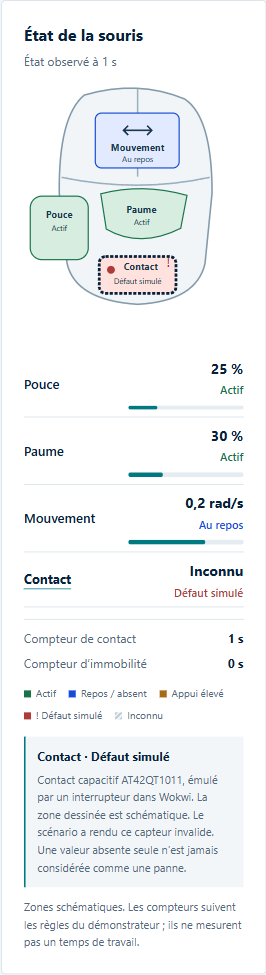 État de la souris
État observé à 1 s
Mouvement
Au repos
Pouce
Actif
Paume
Actif
Contact
!
Défaut simulé
Pouce
25 %
Actif
Paume
30 %
Actif
Mouvement
0,2 rad/s
Au repos
Contact
Inconnu
Défaut simulé
Compteur de contact 1 s
Compteur d'immobilité 0 s
Actif Repos / absent Appui élevé
! Défaut simulé Inconnu
Contact · Défaut simulé
Contact capacitif AT42QT1011, émulé
par un interrupteur dans Wokwi. La
zone dessinée est schématique. Le
scénario a rendu ce capteur invalide.
Une valeur absente seule n'est jamais
considérée comme une panne.
Zones schématiques. Les compteurs suivent
les règles du démonstrateur ; ils ne mesurent
pas un temps de travail.